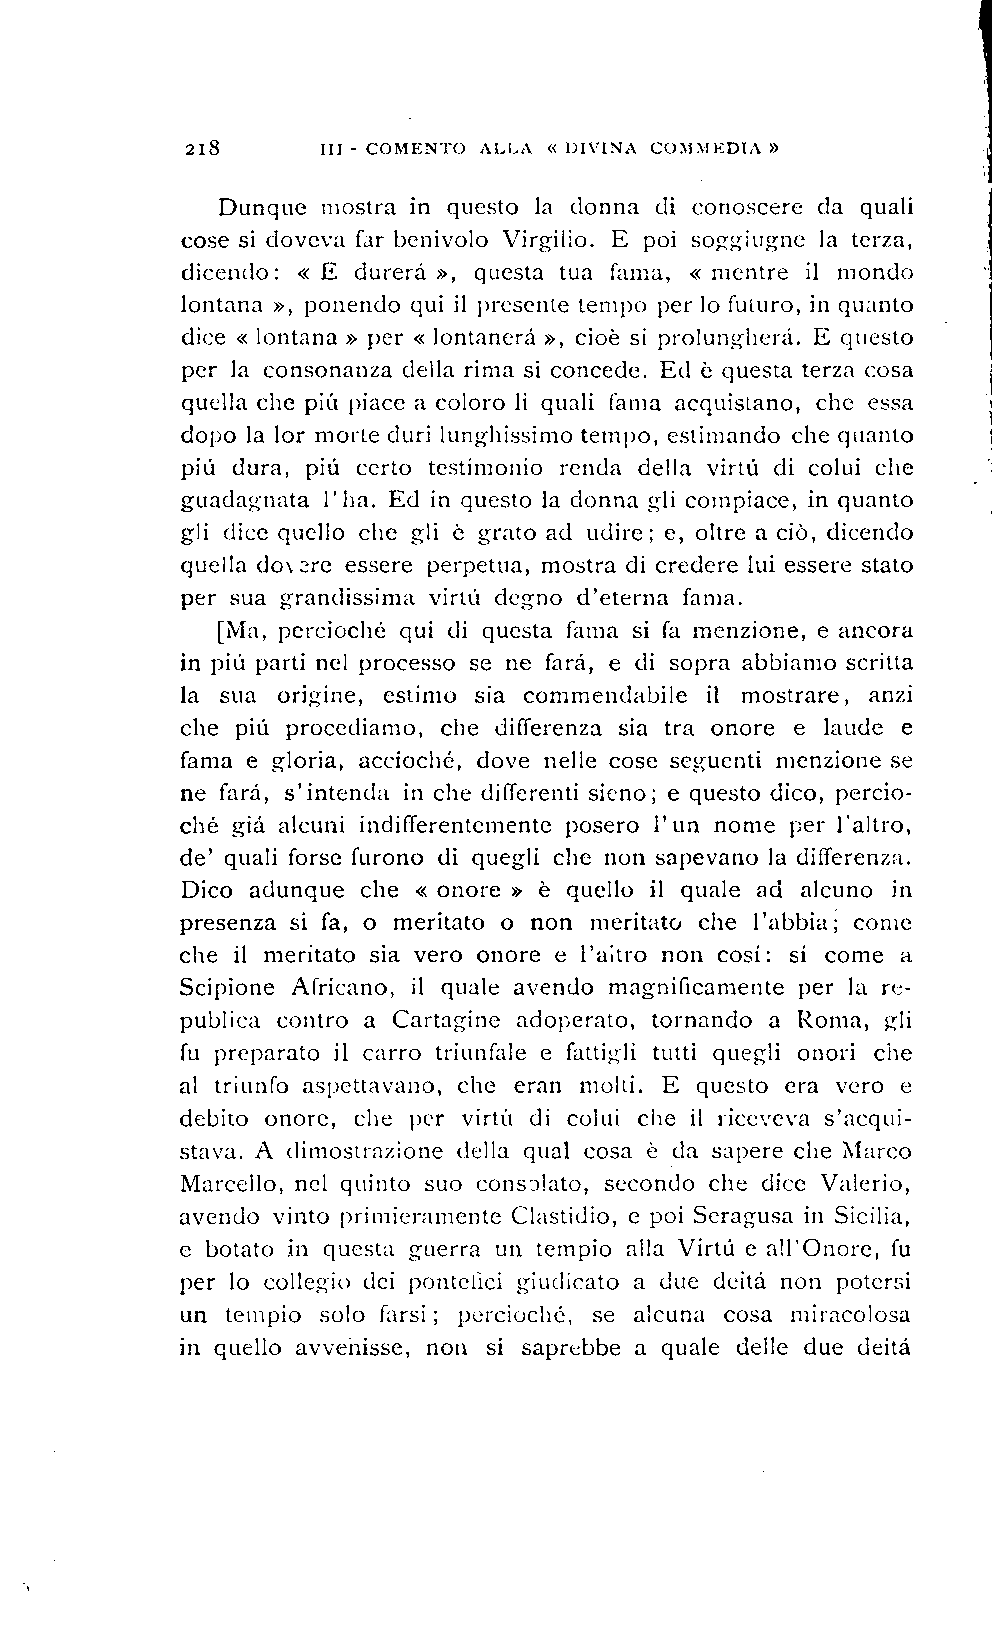 218 III - COMENTO ALLA « DIVINA COMMEDIA »
Dunque mostra in questo la donna di conoscere da quali
cose si doveva far benivolo Virgilio. E poi soggiugne la terza,
dicendo: « E durerá », questa tua fama, « mentre il mondo
lontana », ponendo qui il presente tempo per lo futuro, in quanto
dice « lontana » per « lontanerá », cioè si prolungherá. E questo
per la consonanza della rima si concede. Ed è questa terza cosa
quella che piú piace a coloro li quali fama acquistano, che essa
dopo la lor morte duri lunghissimo tempo, estimando che quanto
piú dura, piú certo testimonio renda della virtú di colui che
guadagnata l'ha. Ed in questo la donna gli compiace, in quanto
gli dice quello che gli è grato ad udire; e, oltre a ciò, dicendo
quella dovere essere perpetua, mostra di credere lui essere stato
per sua grandissima virtú degno d'eterna fama.
[Ma, percioché qui di questa fama si fa menzione, e ancora
in piú parti nel processo se ne fará, e di sopra abbiamo scritta
la sua origine, estimo sia commendabile il mostrare, anzi
che piú procediamo, che differenza sia tra onore e laude e
fama e gloria, accioché, dove nelle cose seguenti menzione se
ne fará, s'intenda in che differenti sieno; e questo dico, percio-
ché giá alcuni indifferentemente posero l'un nome per l'altro,
de' quali forse furono di quegli che non sapevano la differenza.
Dico adunque che « onore » è quello il quale ad alcuno in
presenza si fa, o meritato o non meritato che l'abbia; come
che il meritato sia vero onore e l'altro non cosí: sí come a
Scipione Africano, il quale avendo magnificamente per la re-
publica contro a Cartagine adoperato, tornando a Roma, gli
fu preparato il carro triunfale e fattigli tutti quegli onori che
al triunfo aspettavano, che eran molti. E questo era vero e
debito onore, che per virtú di colui che il riceveva s'acqui-
stava. A dimostrazione della qual cosa è da sapere che Marco
Marcello, nel quinto suo consolato, secondo che dice Valerio,
avendo vinto primieramente Clastidio, e poi Seragusa in Sicilia,
e botato in questa guerra un tempio alla Virtú e all'Onore, fu
per lo collegio dei pontefici giudicato a due deitá non potersi
un tempio solo farsi; percioché, se alcuna cosa miracolosa
in quello avvenisse, non si saprebbe a quale delle due deitá